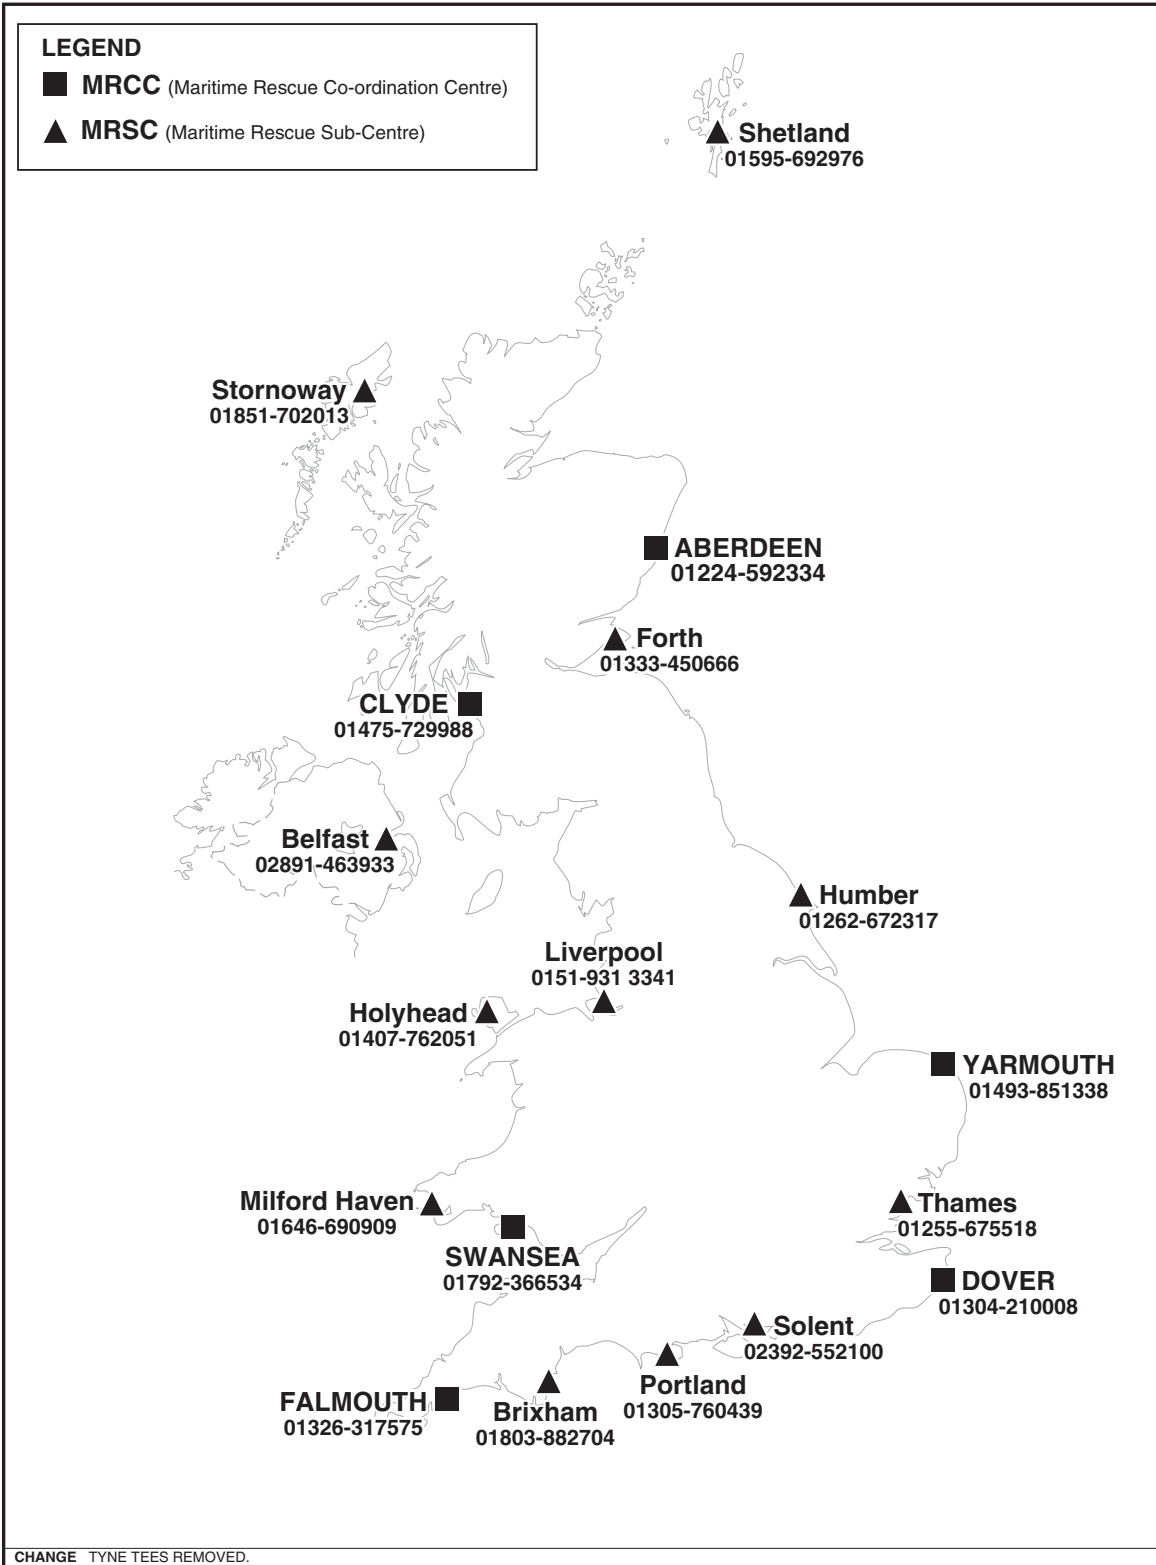 LEGEND
MRCC (Maritime Rescue Co-ordination Centre)
MRSC (Maritime Rescue Sub-Centre)
Shetland
01595-692976
Stornoway
01851-702013
ABERDEEN
01224-592334
Forth
01333-450666
CLYDE
01475-729988
Belfast
02891-463933
Humber
01262-672317
Liverpool
0151-931 3341
Holyhead
01407-762051
YARMOUTH
01493-851338
Milford Haven
01646-690909
Thames
01255-675518
SWANSEA
01792-366534
DOVER
01304-210008
Solent
02392-552100
Portland
01305-760439
FALMOUTH
01326-317575
Brixham
01803-882704
CHANGE TYNE TEES REMOVED.